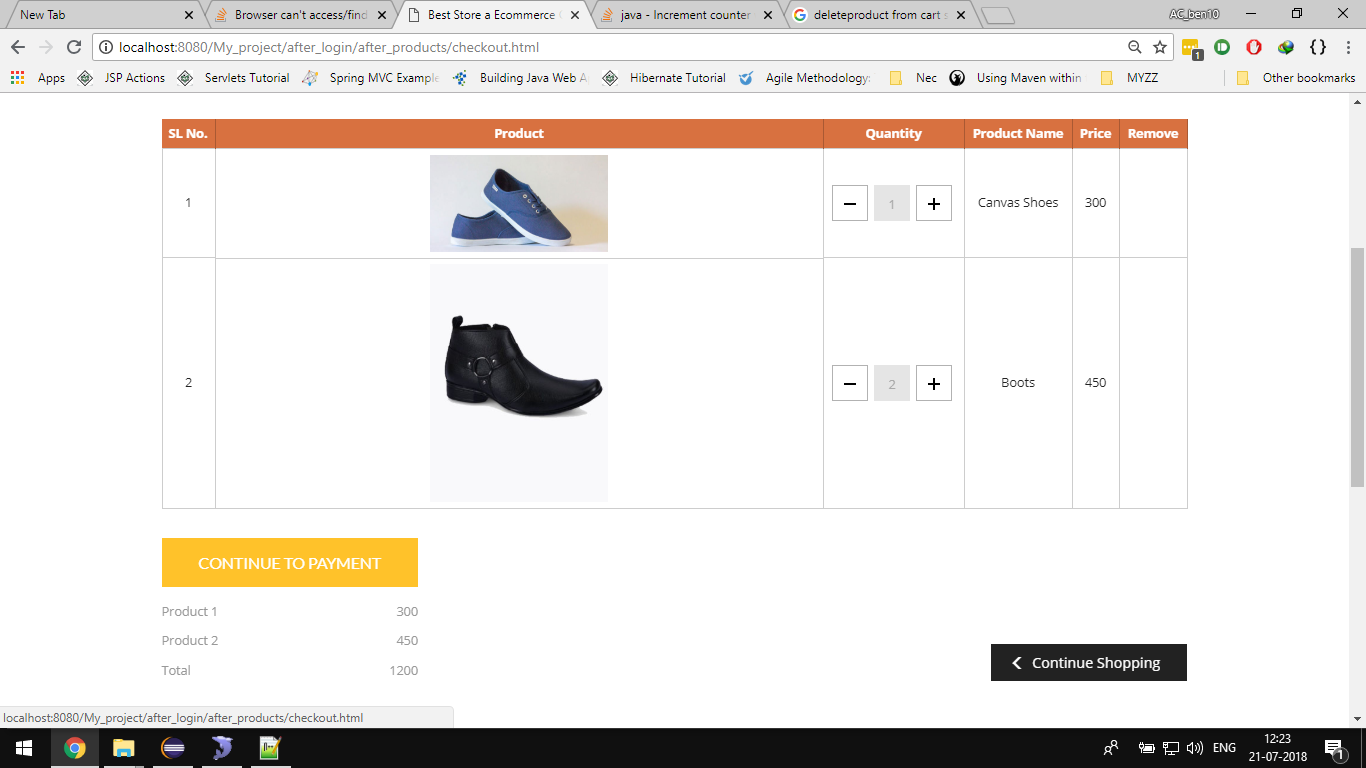 New Tab
Browser can't access/find
Best Store a Ecommerce
java - Increment counter
deleteproduct from cart s
AC_ben10
localhost:8080/My_project/after_login/after_products/checkout.html
1
Apps
JSP Actions
Servlets Tutorial
Spring MVC Example
Building Java Web A
Hibernate Tutorial
Agile Methodology:
Nec
Using Maven within
MYZZ
Other bookmarks
SL No. Product Quantity Product Name Price Remove
1 − 1 + Canvas Shoes 300
2 − 2 + Boots 450
CONTINUE TO PAYMENT
Product 1 300
Product 2 450
Total 1200
Continue Shopping
localhost:8080/My_project/after_login/after_products/checkout.html
ENG
12:23
21-07-2018
1